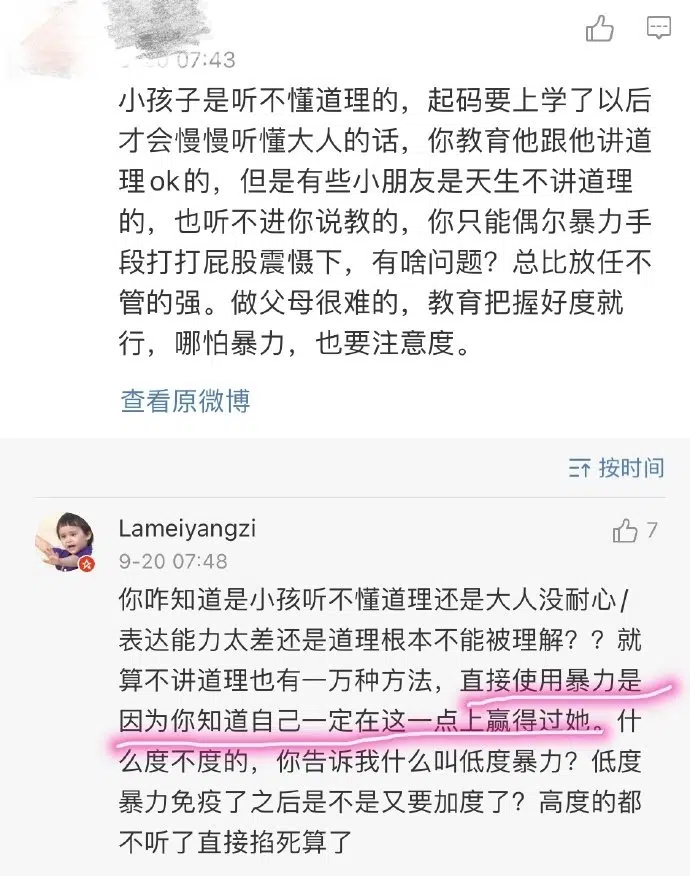 07:43
小孩子是听不懂道理的，起码要上学了以后
才会慢慢听懂大人的话，你教育他跟他讲道
理ok的，但是有些小朋友是天生不讲道理
的，也听不进你说教的，你只能偶尔暴力手
段打打屁股震慑下，有啥问题？总比放任不
管的强。做父母很难的，教育把握好度就
行，哪怕暴力，也要注意度。
查看原微博
按时间
Lameiyangzi
7
9-20 07:48
你咋知道是小孩听不懂道理还是大人没耐心/
表达能力太差还是道理根本不能被理解？？就
算不讲道理也有一万种方法，直接使用暴力是
因为你知道自己一定在这一点上赢得过她。什
么度不度的，你告诉我什么叫低度暴力？低度
暴力免疫了之后是不是又要加度了？高度的都
不听了直接掐死算了